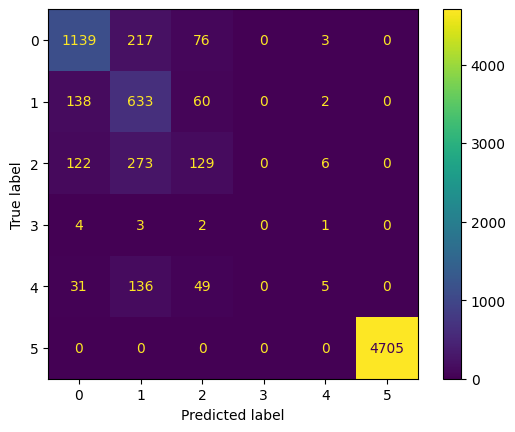 0 1139 217 76 0 3 0
1 138 633 60 0 2 0
2 122 273 129 0 6 0
3 4 3 2 0 1 0
4 31 136 49 0 5 0
5 0 0 0 0 0 4705
0 1 2 3 4 5
Predicted label
True label
4000
3000
2000
1000
0